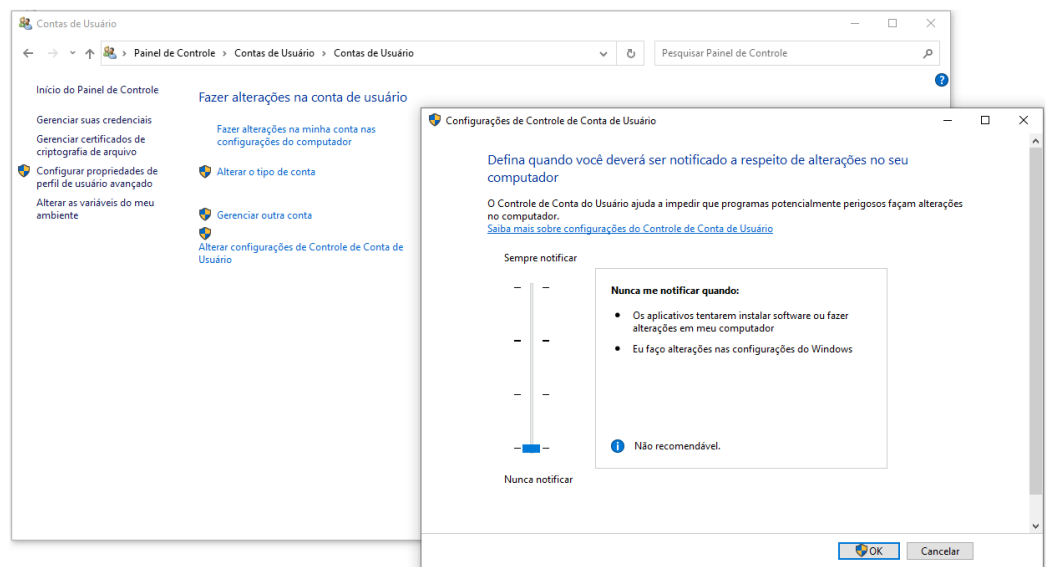 Contas de Usuário
Painel de Controle > Contas de Usuário > Contas de Usuário
Pesquisar Painel de Controle
Início do Painel de Controle
Gerenciar suas credenciais
Gerenciar certificados de
criptografia de arquivo
Configurar propriedades de
perfil de usuário avançado
Alterar as variáveis do meu
ambiente
Fazer alterações na conta de usuário
Fazer alterações na minha conta nas
configurações do computador
Alterar o tipo de conta
Gerenciar outra conta
Alterar configurações de Controle de Conta de
Usuário
Configurações de Controle de Conta de Usuário
Defina quando você deverá ser notificado a respeito de alterações no seu
computador
O Controle de Conta do Usuário ajuda a impedir que programas potencialmente perigosos façam alterações
no computador.
Saiba mais sobre configurações do Controle de Conta de Usuário
Sempre notificar
Nunca me notificar quando:
• Os aplicativos tentarem instalar software ou fazer
alterações em meu computador
• Eu faço alterações nas configurações do Windows
Não recomendável.
Nunca notificar
OK
Cancelar